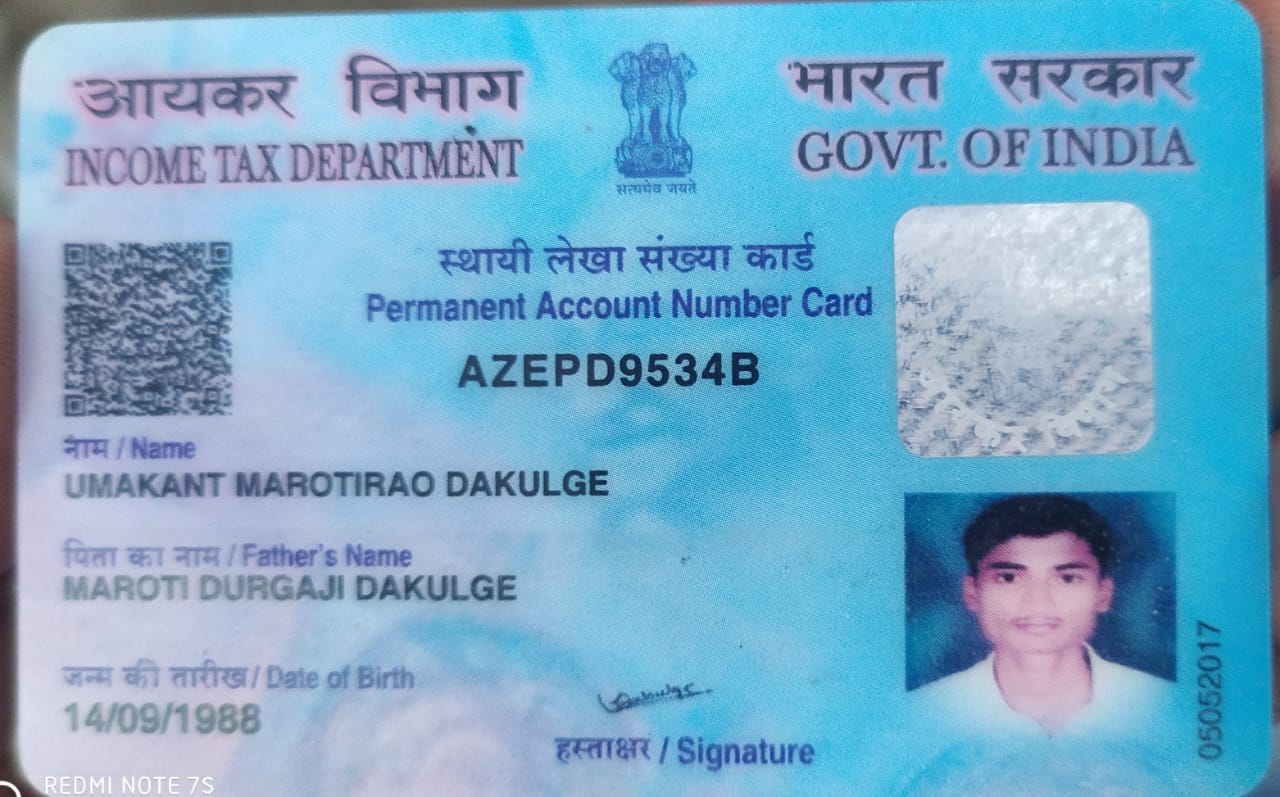 आयकर विभाग
INCOME TAX DEPARTMENT
सत्यमेव जयते
भारत सरकार
GOVT. OF INDIA
स्थायी लेखा संख्या कार्ड
Permanent Account Number Card
AZEPD9534B
नाम / Name
UMAKANT MAROTIRAO DAKULGE
पिता का नाम / Father's Name
MAROTI DURGAJI DAKULGE
जन्म की तारीख / Date of Birth
14/09/1988
हस्ताक्षर / Signature
05052017
REDMI NOTE 7S